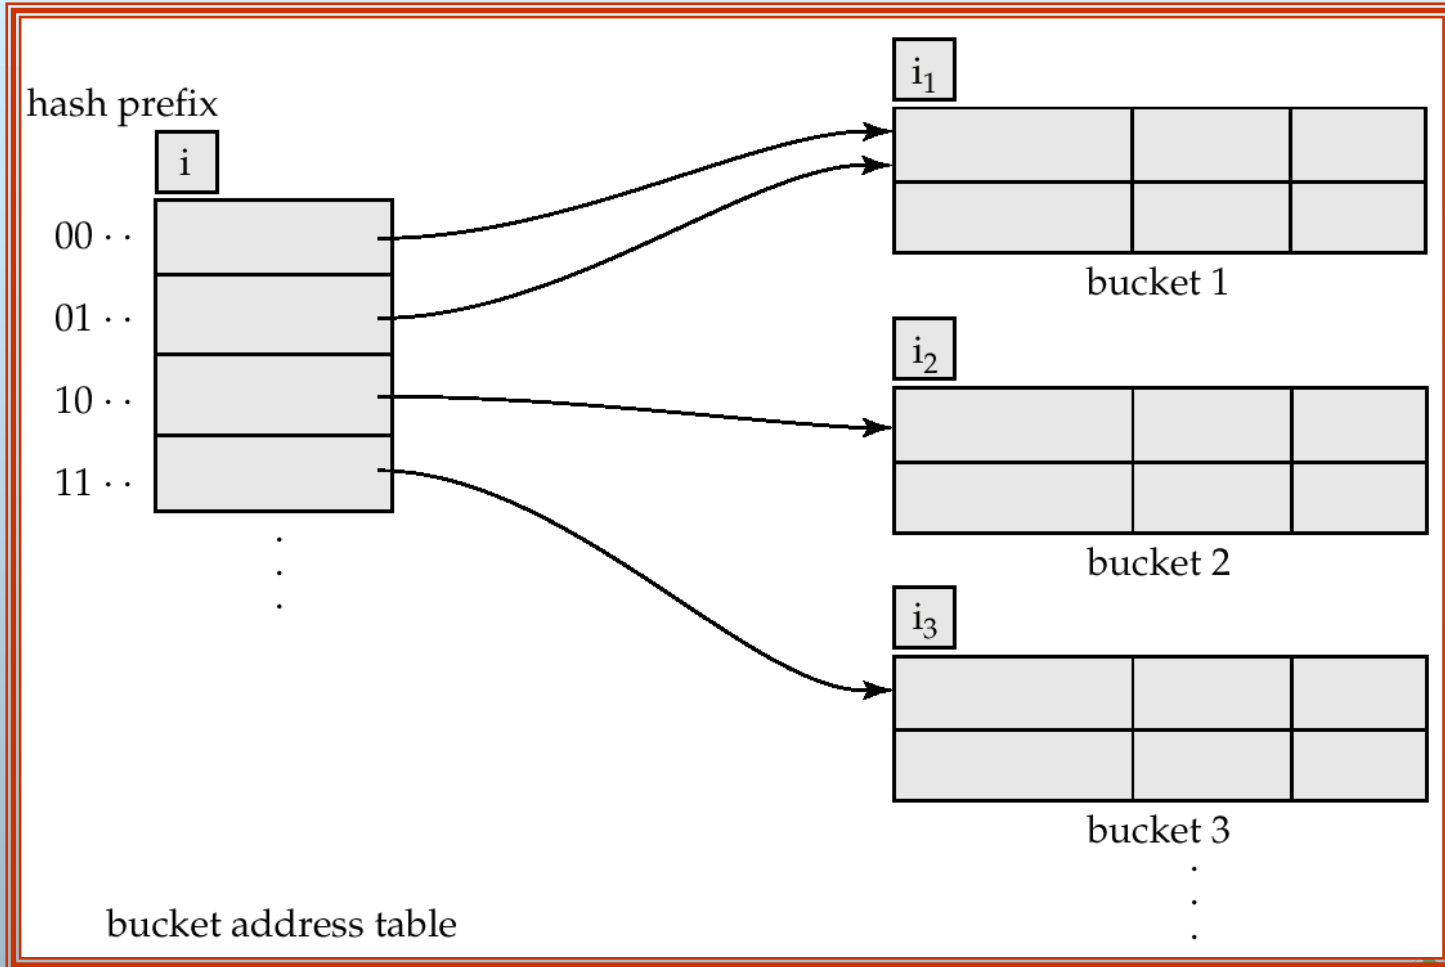 hash prefix
i
00 · ·
01 · ·
10 · ·
11 · ·
·
·
·
bucket address table
i₁
bucket 1
i₂
bucket 2
i₃
bucket 3
·
·
·